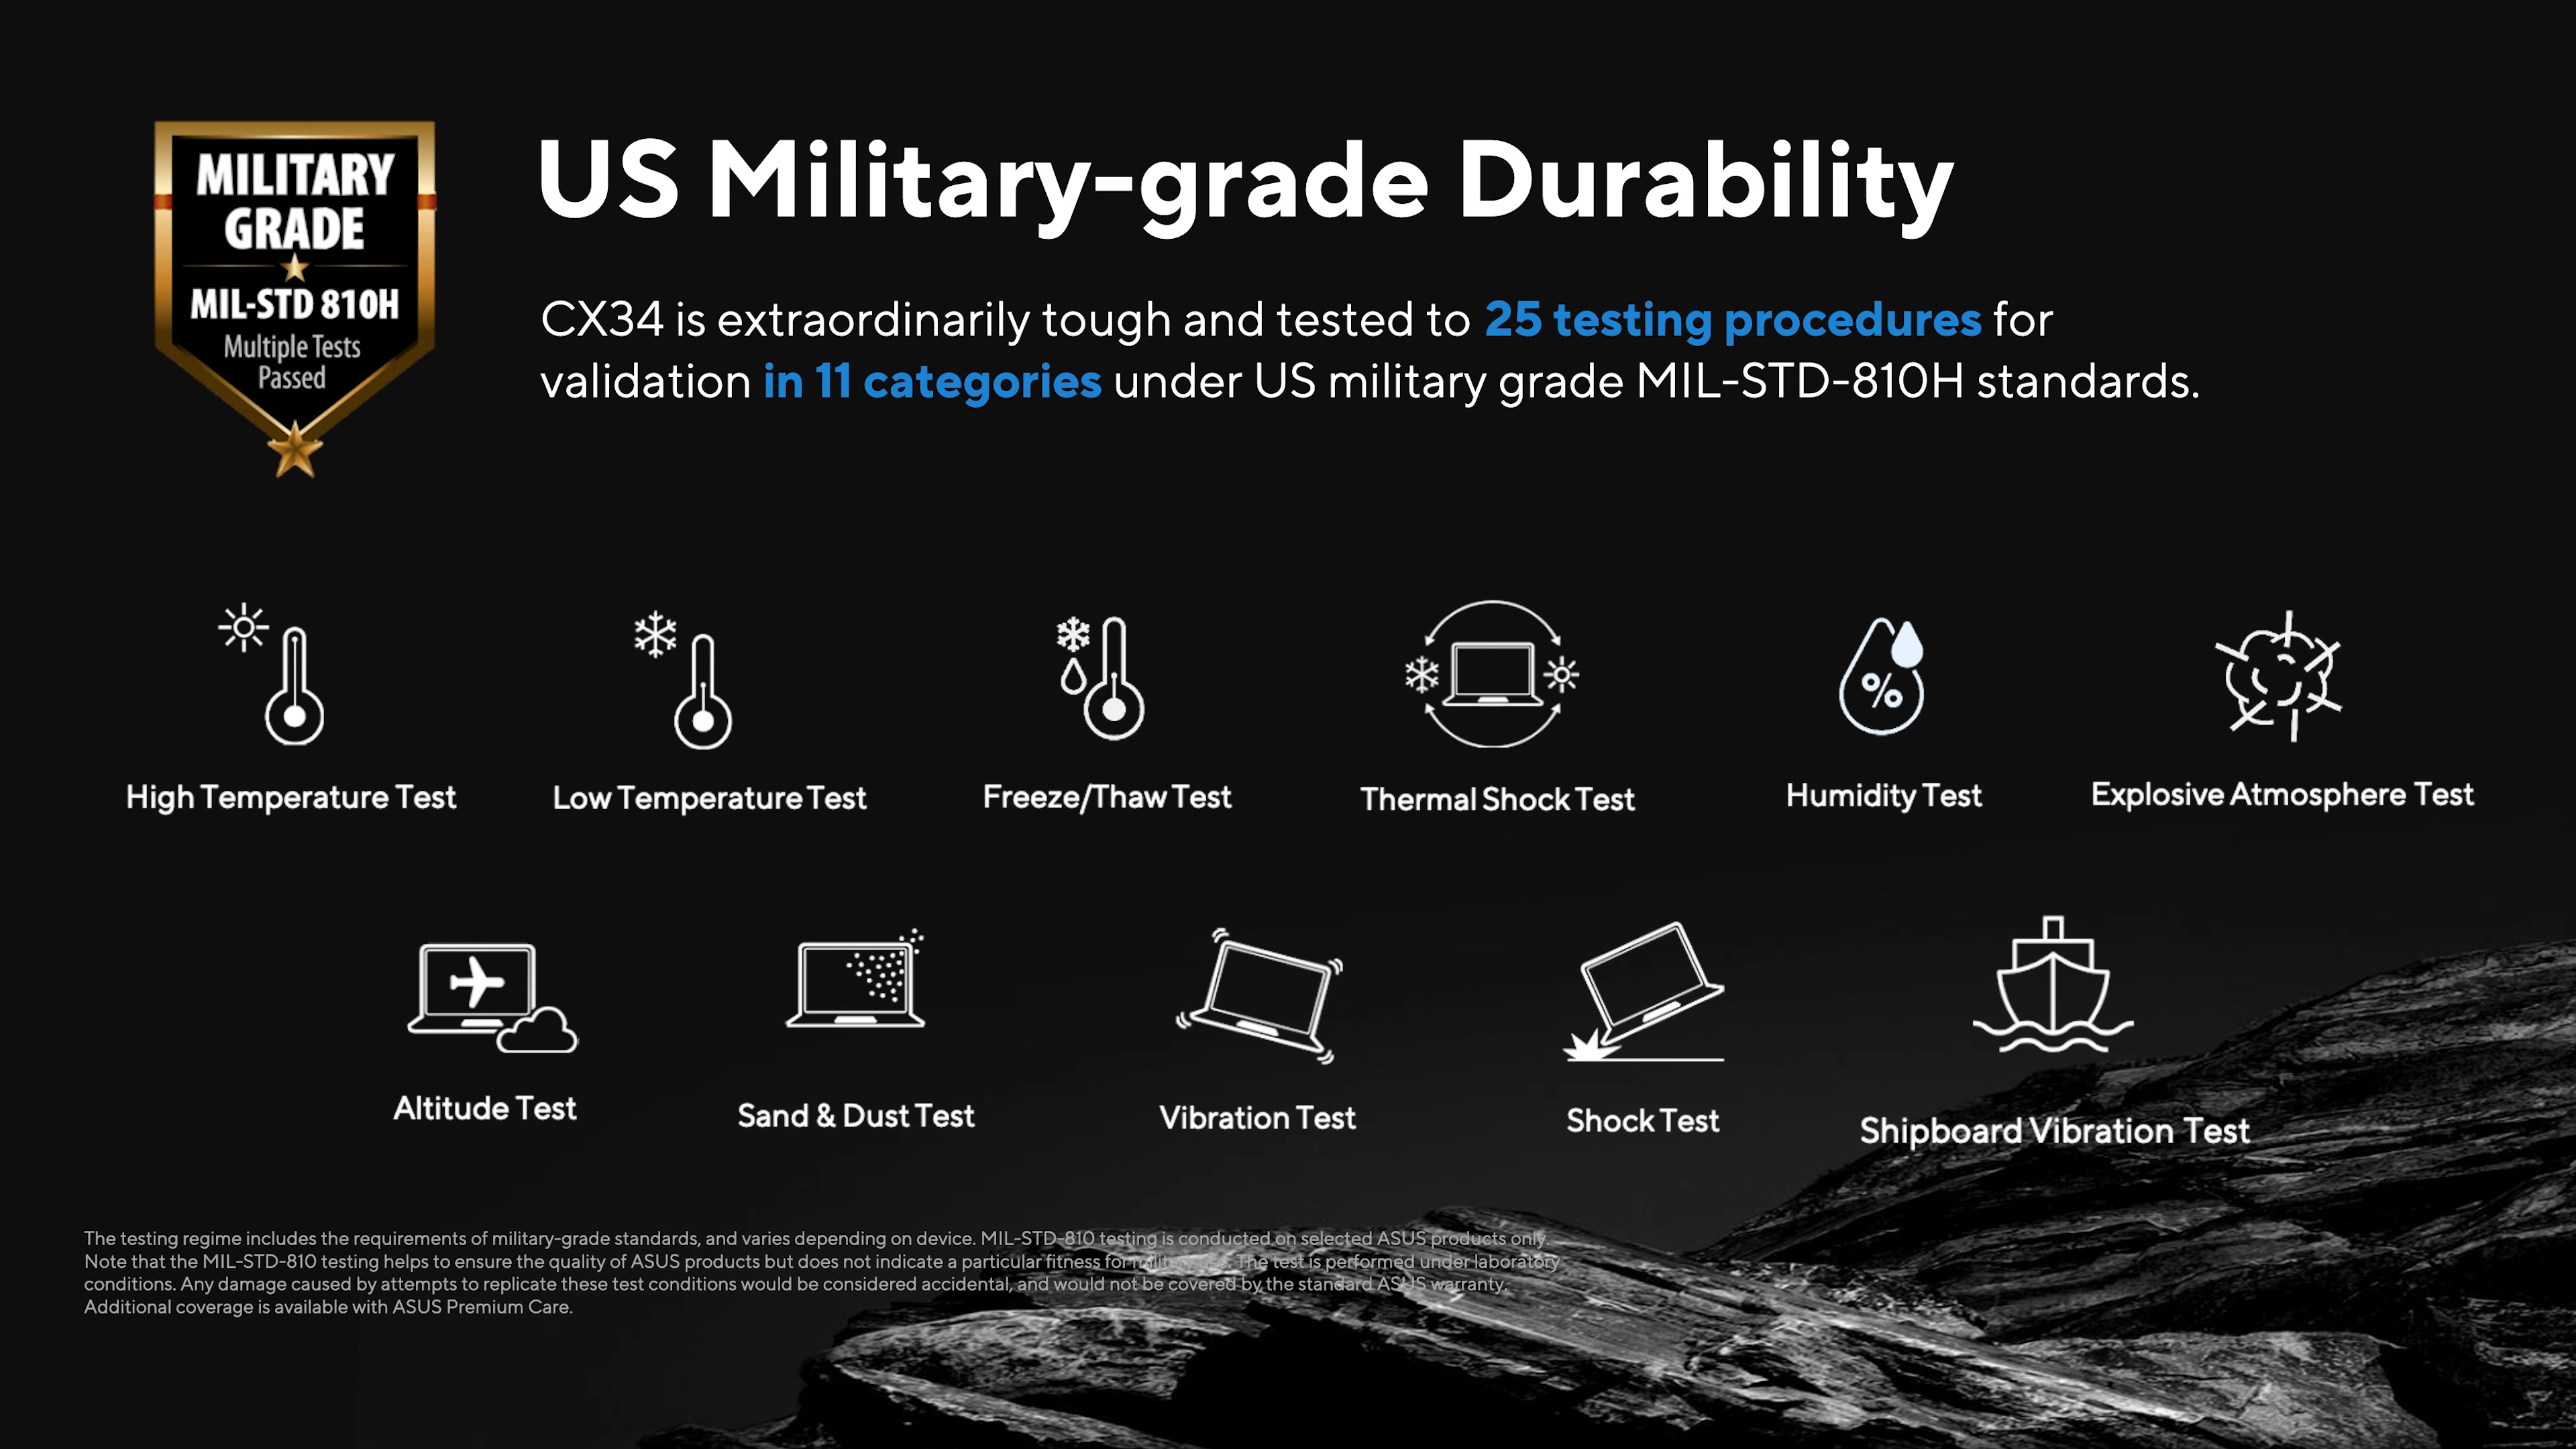 MILITARY
GRADE
MIL-STD 810H
Multiple Tests
Passed
US Military-grade Durability
CX34 is extraordinarily tough and tested to 25 testing procedures for
validation in 11 categories under US military grade MIL-STD-810H standards.
High Temperature Test
Low Temperature Test
Freeze/Thaw Test
Thermal Shock Test
%
Humidity Test
Explosive Atmosphere Test
Altitude Test
Sand & Dust Test
Vibration Test
Shock Test
Shipboard Vibration Test
The testing regime includes the requirements of military-grade standards, and varies depending on device. MIL-STD-810 testing is conducted on selected ASUS products only.
Note that the MIL-STD-810 testing helps to ensure the quality of ASUS products but does not indicate a particular fitness for military use. The test is performed under laboratory
conditions. Any damage caused by attempts to replicate these test conditions would be considered accidental, and would not be covered by the standard ASUS warranty.
Additional coverage is available with ASUS Premium Care.